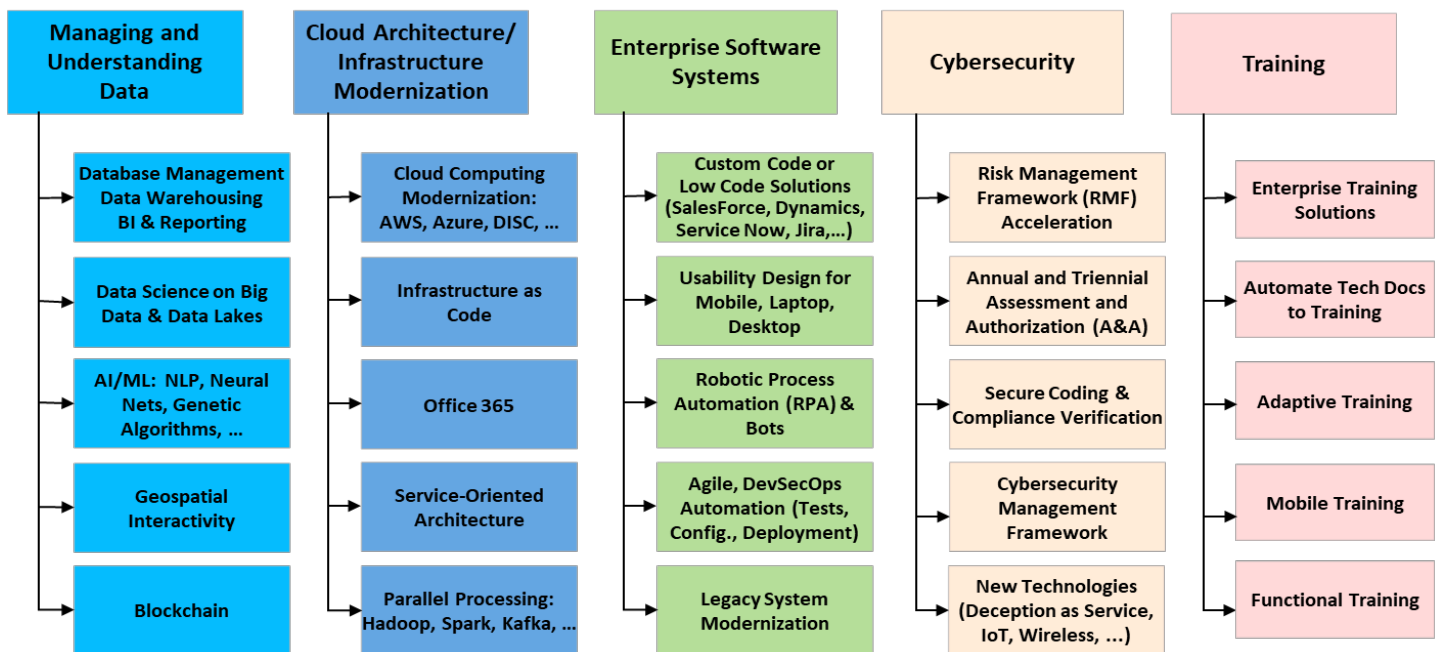 Managing and
Understanding
Data
Database Management
Data Warehousing
BI & Reporting
Data Science on Big
Data & Data Lakes
AI/ML: NLP, Neural
Nets, Genetic
Algorithms, ...
Geospatial
Interactivity
Blockchain
Cloud Architecture/
Infrastructure
Modernization
Cloud Computing
Modernization:
AWS, Azure, DISC, ...
Infrastructure as
Code
Office 365
Service-Oriented
Architecture
Parallel Processing:
Hadoop, Spark, Kafka, ...
Enterprise Software
Systems
Custom Code or
Low Code Solutions
(SalesForce, Dynamics,
Service Now, Jira,...)
Usability Design for
Mobile, Laptop,
Desktop
Robotic Process
Automation (RPA) &
Bots
Agile, DevSecOps
Automation (Tests,
Config., Deployment)
Legacy System
Modernization
Cybersecurity
Risk Management
Framework (RMF)
Acceleration
Annual and Triennial
Assessment and
Authorization (A&A)
Secure Coding &
Compliance Verification
Cybersecurity
Management
Framework
New Technologies
(Deception as Service,
IoT, Wireless, ...)
Training
Enterprise Training
Solutions
Automate Tech Docs
to Training
Adaptive Training
Mobile Training
Functional Training